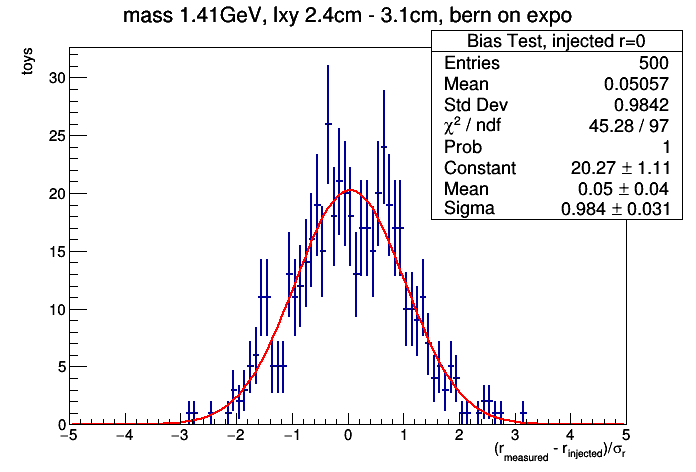 mass 1.41GeV, lxy 2.4cm - 3.1cm, bern on expo
toys
Bias Test, injected r=0
Entries 500
Mean 0.05057
Std Dev 0.9842
χ² / ndf 45.28 / 97
Prob 1
Constant 20.27 ± 1.11
Mean 0.05 ± 0.04
Sigma 0.984 ± 0.031
30
25
20
15
10
5
0
−5 −4 −3 −2 −1 0 1 2 3 4 5
(r_measured - r_injected)/σ_r